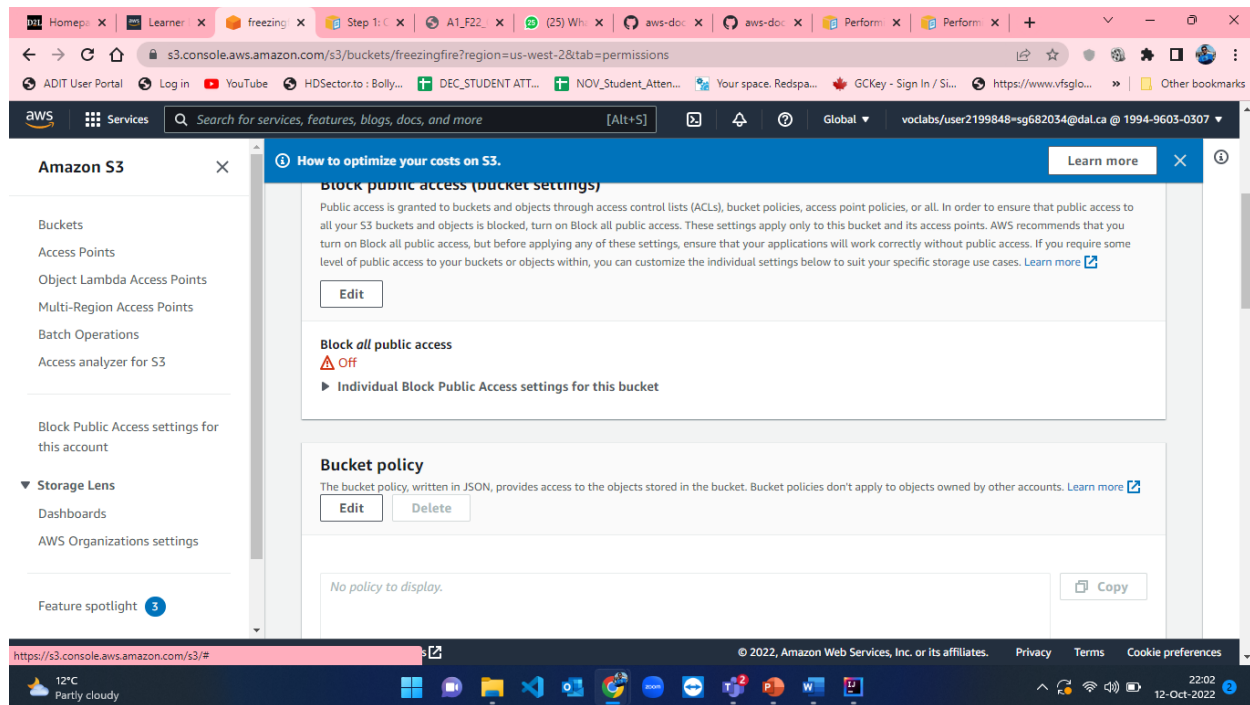 Homepa
Learner
freezingf
Step 1: C
A1_F22_
(25) Wha
aws-doc
aws-doc
Perform
Perform
s3.console.aws.amazon.com/s3/buckets/freezingfire?region=us-west-2&tab=permissions
ADIT User Portal
Log in
YouTube
HDSector.to : Bolly...
DEC_STUDENT ATT...
NOV_Student_Atten...
Your space. Redspa...
GCKey - Sign In / Si...
https://www.vfsglo...
»
Other bookmarks
aws
Services
Search for services, features, blogs, docs, and more
[Alt+S]
Global
voclabs/user2199848=sg682034@dal.ca @ 1994-9603-0307
Amazon S3
Buckets
Access Points
Object Lambda Access Points
Multi-Region Access Points
Batch Operations
Access analyzer for S3
Block Public Access settings for
this account
Storage Lens
Dashboards
AWS Organizations settings
Feature spotlight 3
How to optimize your costs on S3.
Learn more
Block public access (bucket settings)
Public access is granted to buckets and objects through access control lists (ACLs), bucket policies, access point policies, or all. In order to ensure that public access to
all your S3 buckets and objects is blocked, turn on Block all public access. These settings apply only to this bucket and its access points. AWS recommends that you
turn on Block all public access, but before applying any of these settings, ensure that your applications will work correctly without public access. If you require some
level of public access to your buckets or objects within, you can customize the individual settings below to suit your specific storage use cases. Learn more
Edit
Block all public access
Off
Individual Block Public Access settings for this bucket
Bucket policy
The bucket policy, written in JSON, provides access to the objects stored in the bucket. Bucket policies don't apply to objects owned by other accounts. Learn more
Edit
Delete
No policy to display.
Copy
https://s3.console.aws.amazon.com/s3/#
© 2022, Amazon Web Services, Inc. or its affiliates.
Privacy
Terms
Cookie preferences
12°C
Partly cloudy
22:02
12-Oct-2022
2